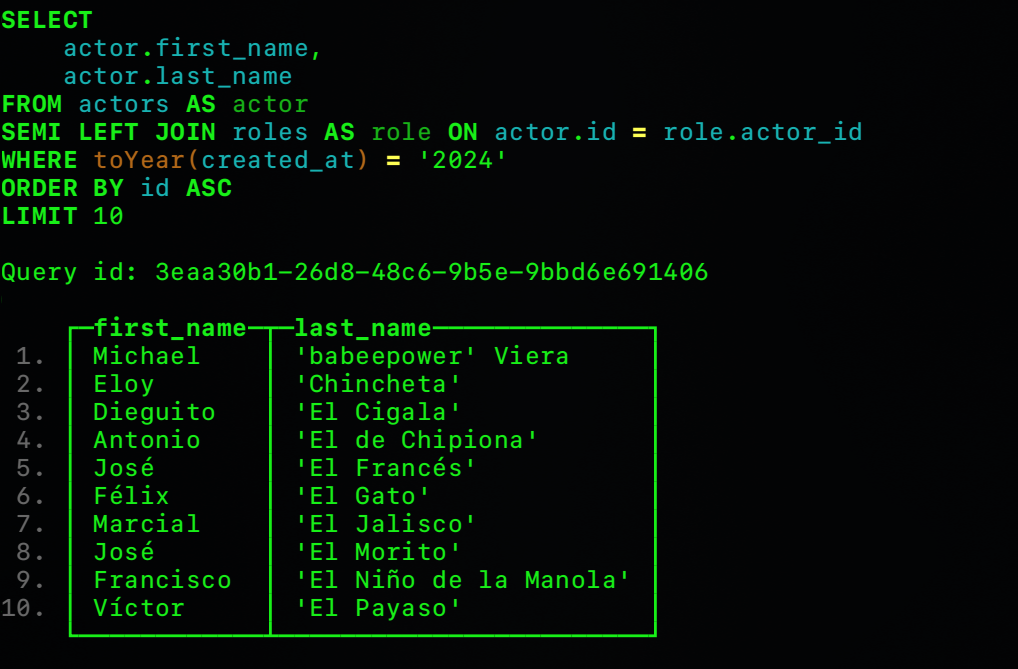 SELECT
    actor.first_name,
    actor.last_name
FROM actors AS actor
SEMI LEFT JOIN roles AS role ON actor.id = role.actor_id
WHERE toYear(created_at) = '2024'
ORDER BY id ASC
LIMIT 10

Query id: 3eaa30b1-26d8-48c6-9b5e-9bbd6e691406

first_name last_name
1. Michael 'babeepower' Viera
2. Eloy 'Chincheta'
3. Dieguito 'El Cigala'
4. Antonio 'El de Chipiona'
5. José 'El Francés'
6. Félix 'El Gato'
7. Marcial 'El Jalisco'
8. José 'El Morito'
9. Francisco 'El Niño de la Manola'
10. Víctor 'El Payaso'